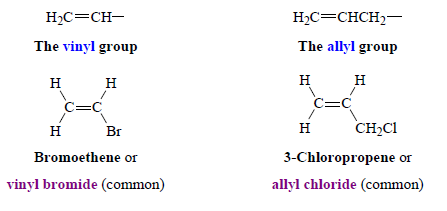 H₂C=CH—
H₂C=CHCH₂—
The vinyl group
The allyl group
H H
C=C
H Br
H H
C=C
H CH₂Cl
Bromoethene or
vinyl bromide (common)
3-Chloropropene or
allyl chloride (common)